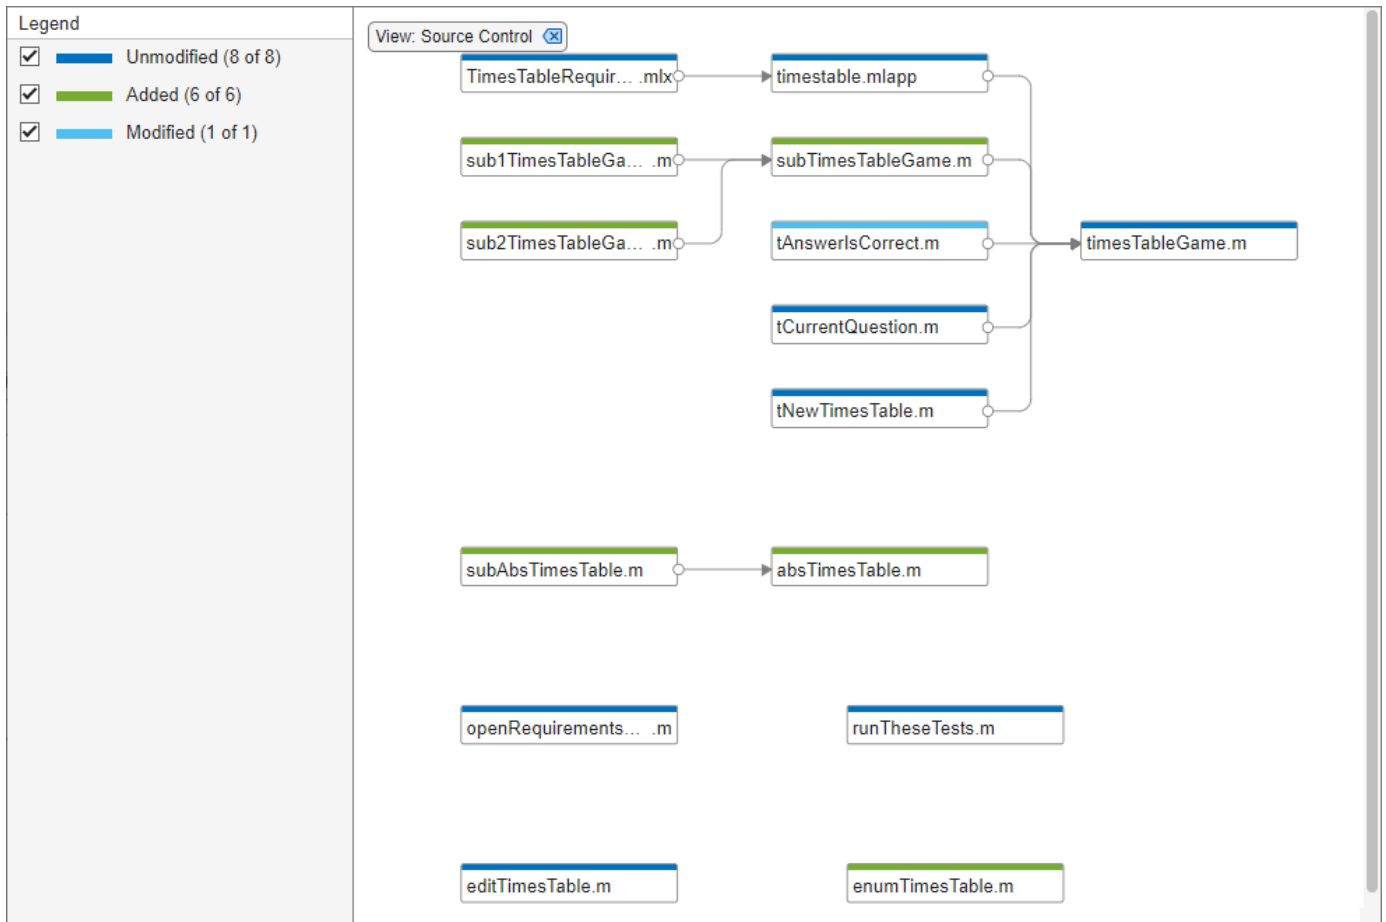 Legend
Unmodified (8 of 8)
Added (6 of 6)
Modified (1 of 1)
View: Source Control
TimesTableRequir... .mlx
timestable.mlapp
sub1TimesTableGa... .m
subTimesTableGame.m
sub2TimesTableGa... .m
tAnswerIsCorrect.m
timesTableGame.m
tCurrentQuestion.m
tNewTimesTable.m
subAbsTimesTable.m
absTimesTable.m
openRequirements... .m
runTheseTests.m
editTimesTable.m
enumTimesTable.m